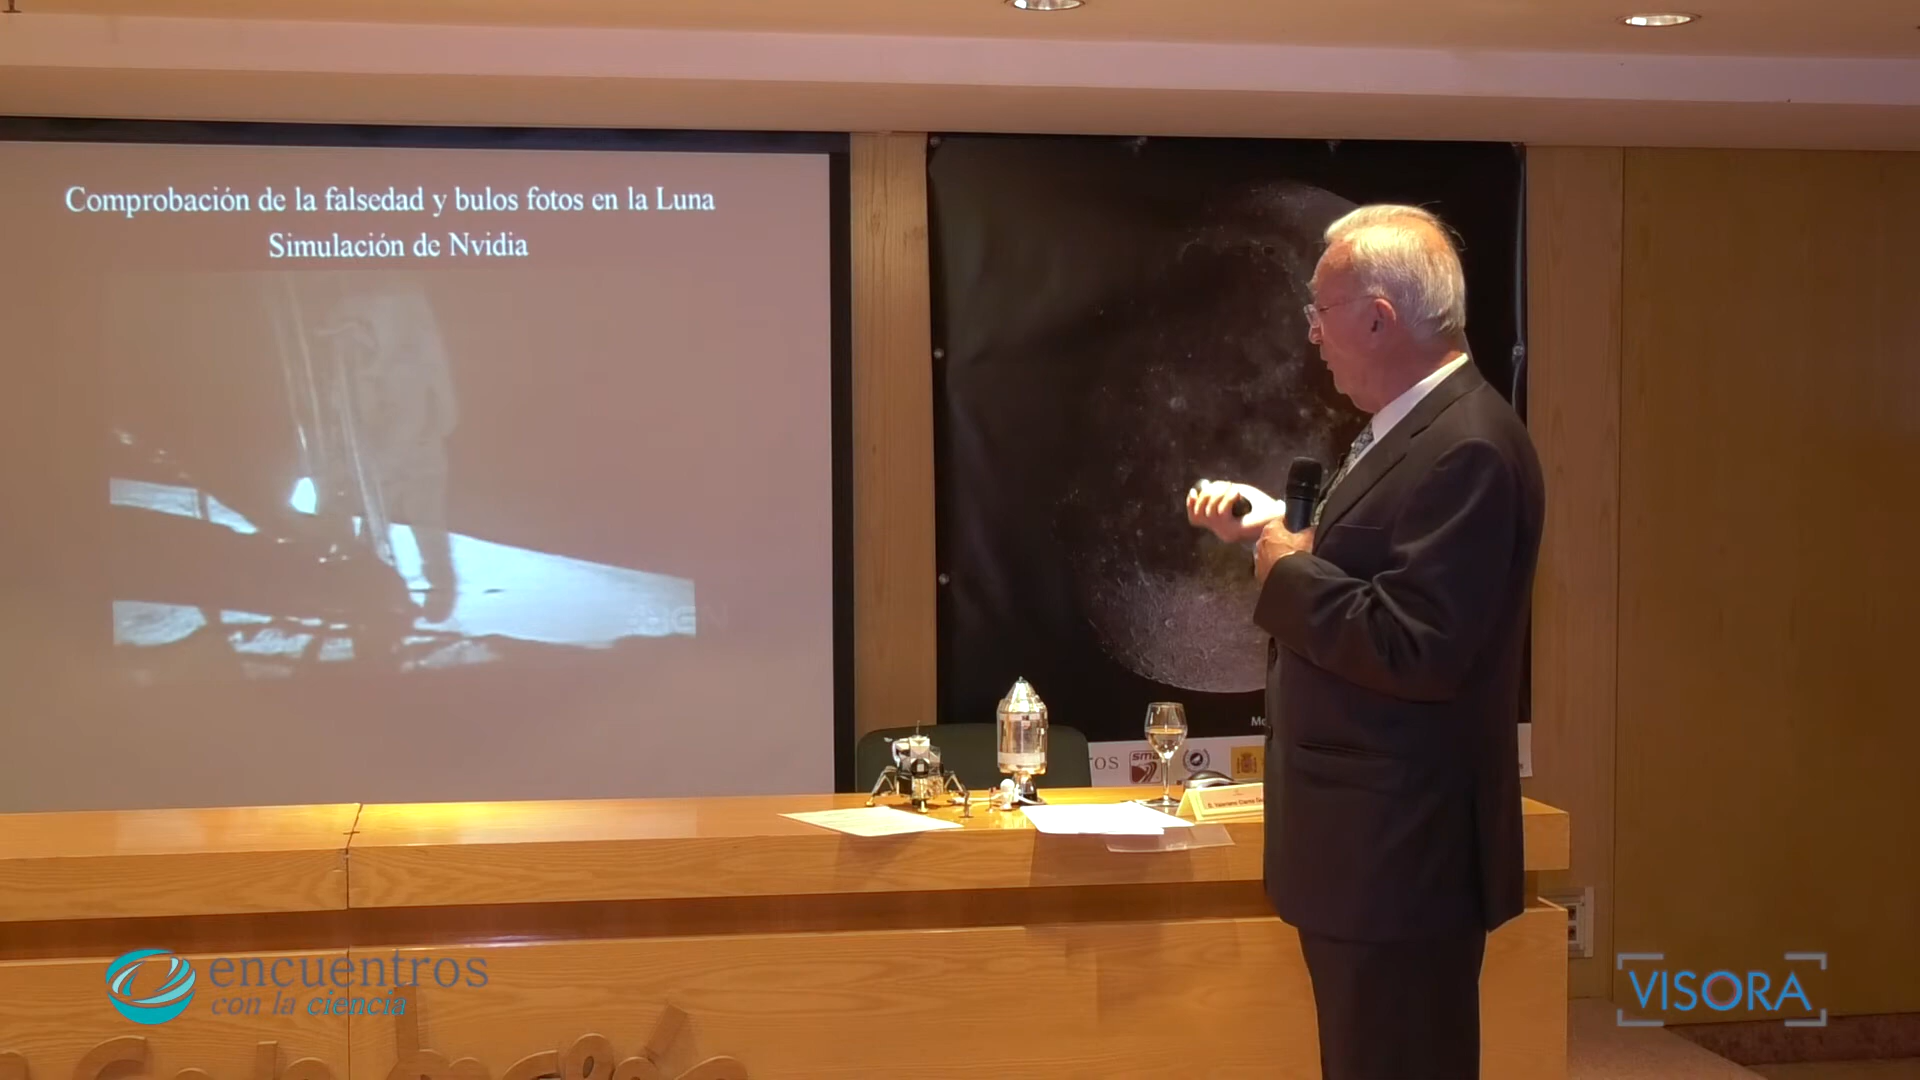 Comprobación de la falsedad y bulos fotos en la Luna
Simulación de Nvidia
encuentros
con la ciencia
VISORA